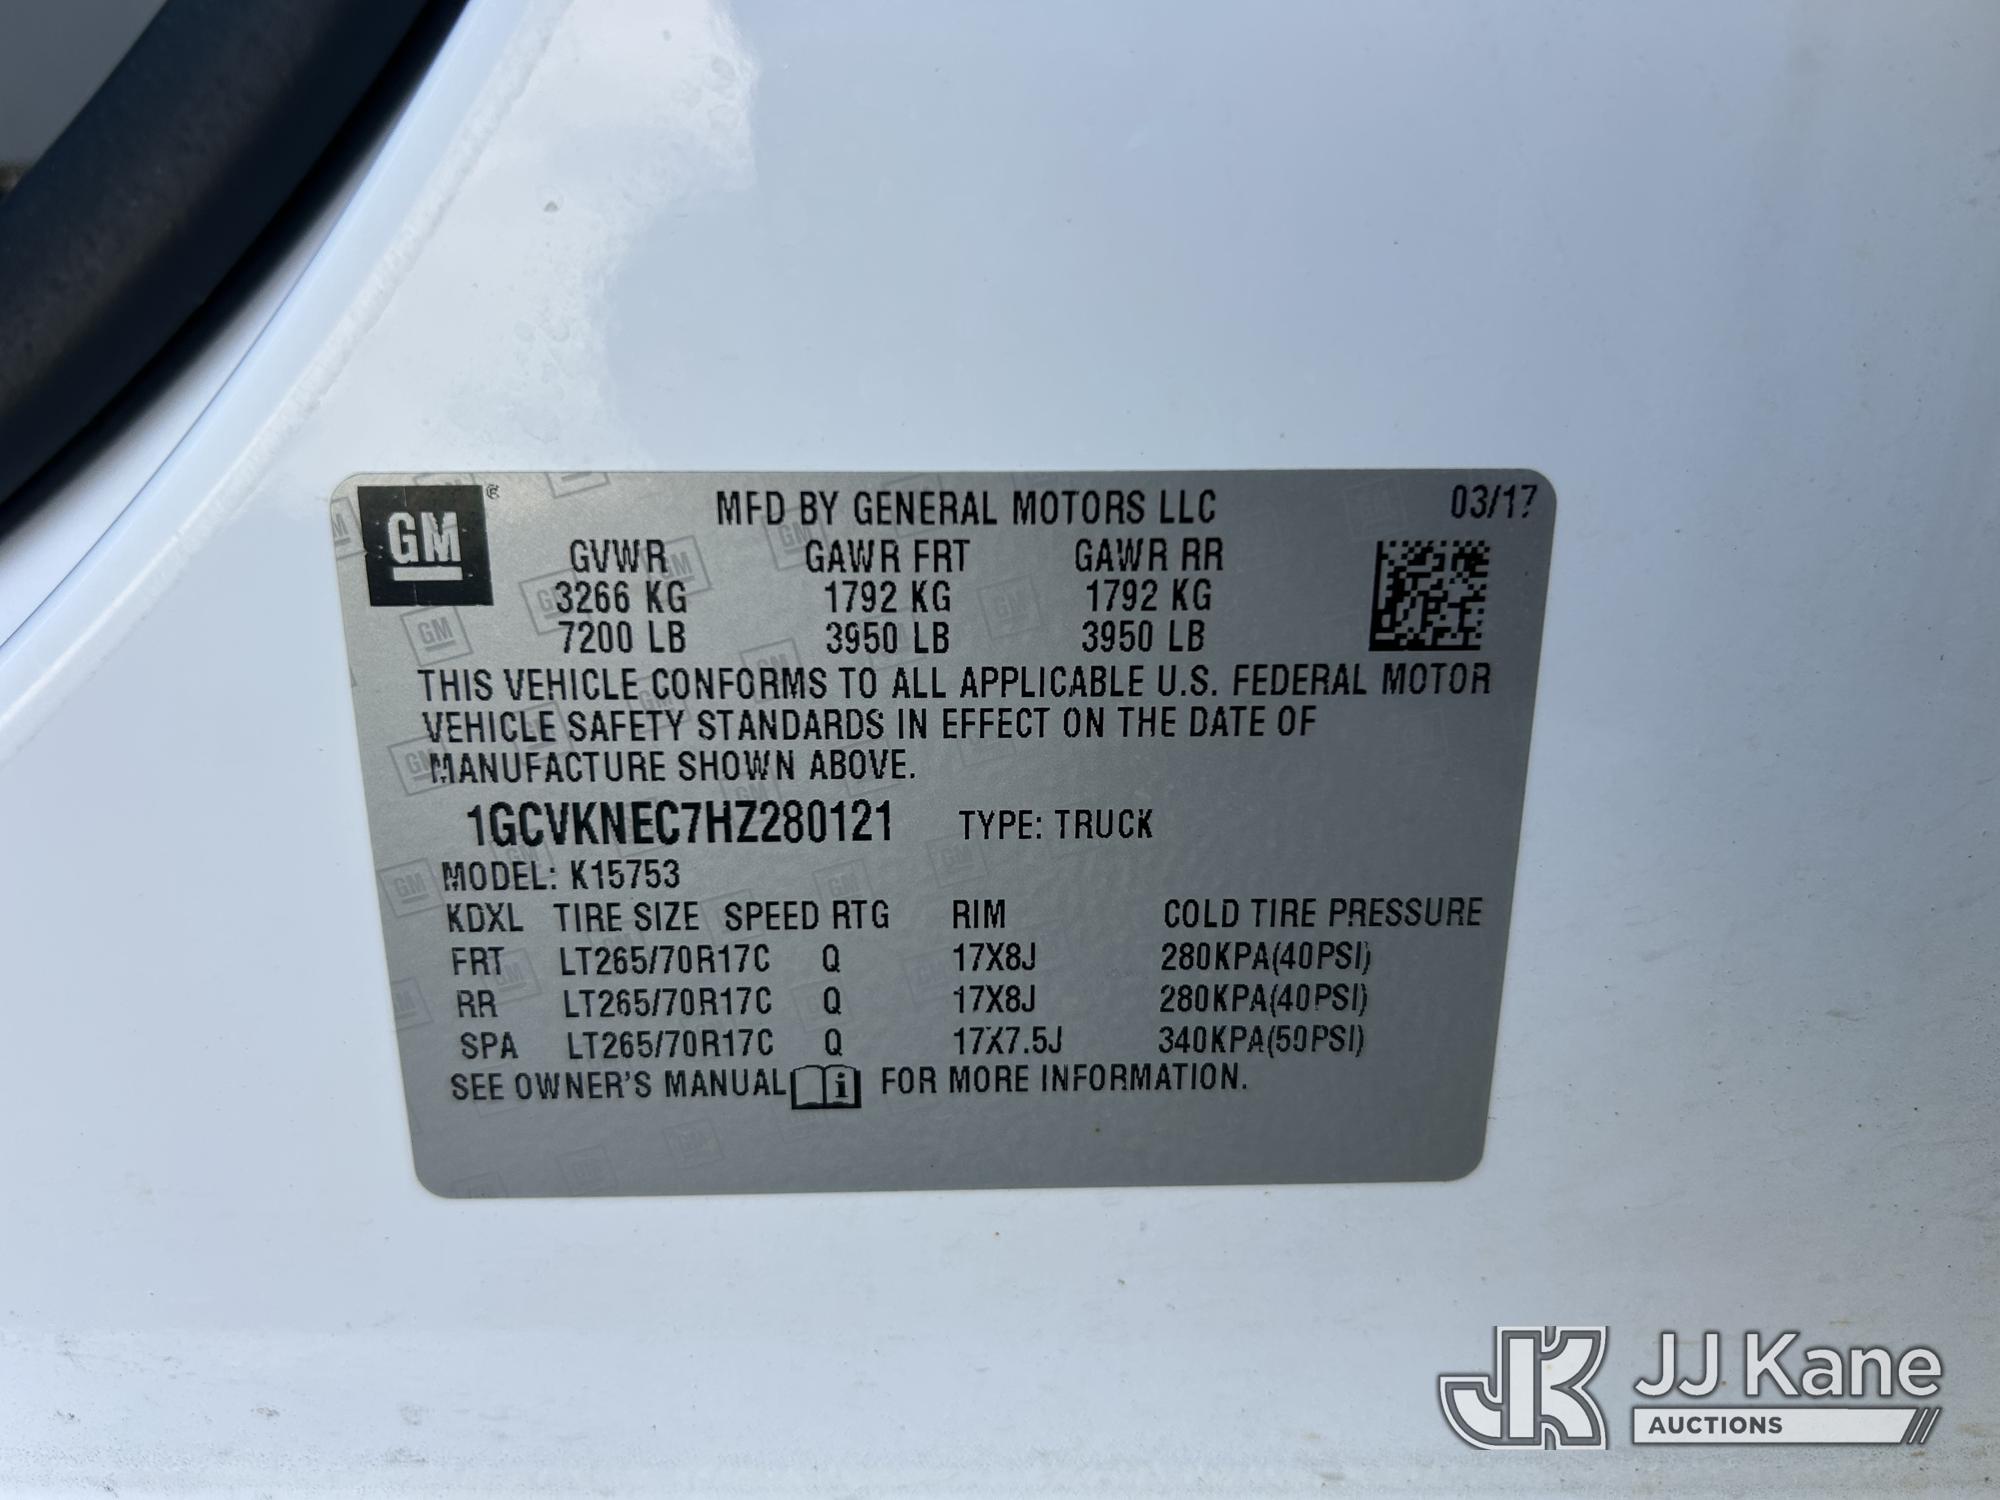 GM ®
MFD BY GENERAL MOTORS LLC 03/17
GVWR GAWR FRT GAWR RR
3266 KG 1792 KG 1792 KG
7200 LB 3950 LB 3950 LB
THIS VEHICLE CONFORMS TO ALL APPLICABLE U.S. FEDERAL MOTOR
VEHICLE SAFETY STANDARDS IN EFFECT ON THE DATE OF
MANUFACTURE SHOWN ABOVE.
1GCVKNEC7HZ280121 TYPE: TRUCK
MODEL: K15753
KDXL TIRE SIZE SPEED RTG RIM COLD TIRE PRESSURE
FRT LT265/70R17C Q 17X8J 280KPA(40PSI)
RR LT265/70R17C Q 17X8J 280KPA(40PSI)
SPA LT265/70R17C Q 17X7.5J 340KPA(50PSI)
SEE OWNER'S MANUAL i FOR MORE INFORMATION.
JK JJ Kane
AUCTIONS